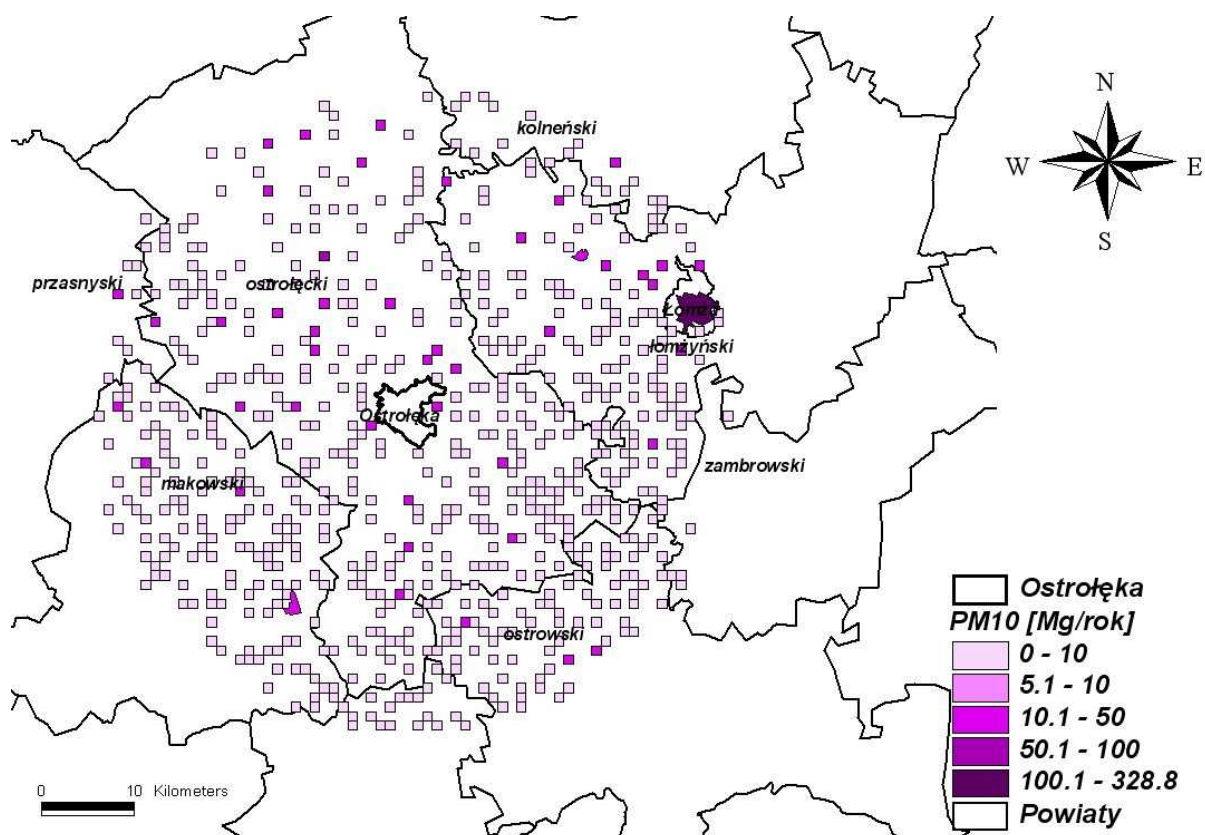 N
kolneński
W
E
S
przasnyski
ostrołęcki
Łomża
łomżyński
Ostrołęka
zambrowski
makowski
ostrowski
Ostrołęka
PM10 [Mg/rok]
0 - 10
5.1 - 10
10.1 - 50
50.1 - 100
100.1 - 328.8
Powiaty
0 10 Kilometers